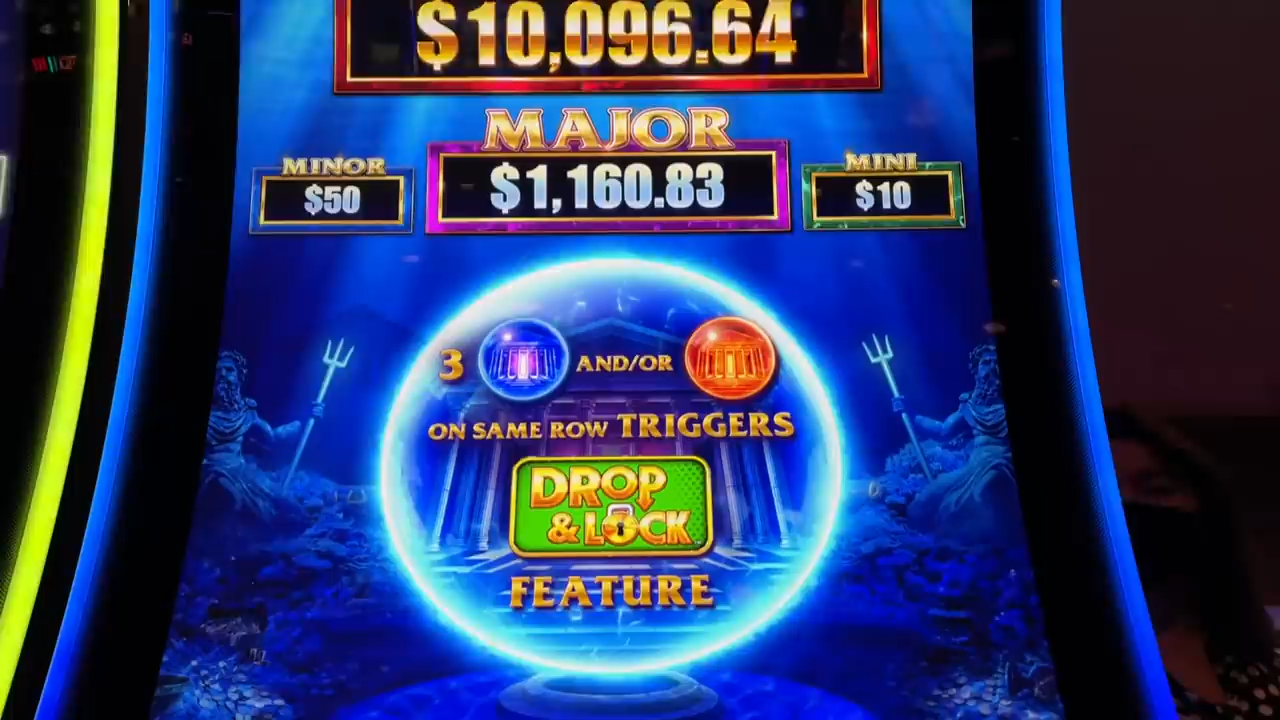 $10,096.64
MAJOR
MINOR
MINI
$50
$1,160.83
$10
3 AND/OR
ON SAME ROW TRIGGERS
DROP
& LOCK
FEATURE